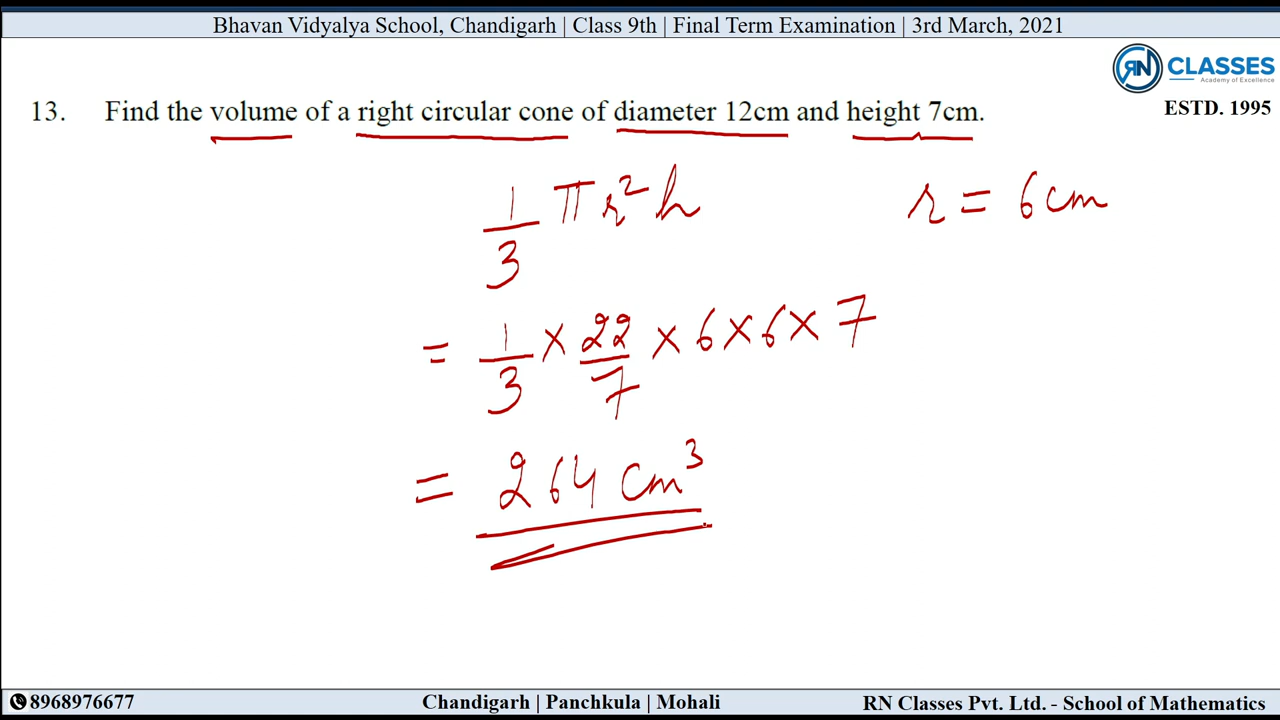 Bhavan Vidyalya School, Chandigarh | Class 9th | Final Term Examination | 3rd March, 2021
RN CLASSES
Academy of Excellence
ESTD. 1995
13. Find the volume of a right circular cone of diameter 12cm and height 7cm.
1/3 πr²h
r = 6cm
= 1/3 × 22/7 × 6 × 6 × 7
= 264 cm³
8968976677
Chandigarh | Panchkula | Mohali
RN Classes Pvt. Ltd. - School of Mathematics